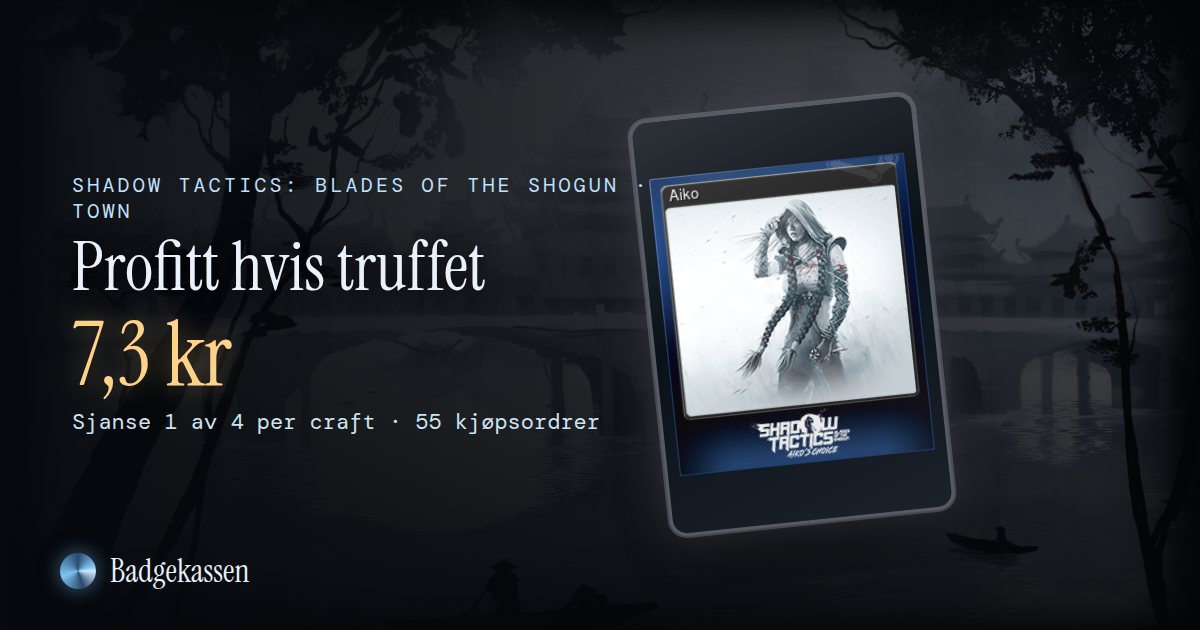 SHADOW TACTICS: BLADES OF THE SHOGUN ·
TOWN
Profitt hvis truffet
7,3 kr
Sjanse 1 av 4 per craft · 55 kjøpsordrer
Badgekassen
Aiko
SHADOW
TACTICS
AIKO'S CHOICE